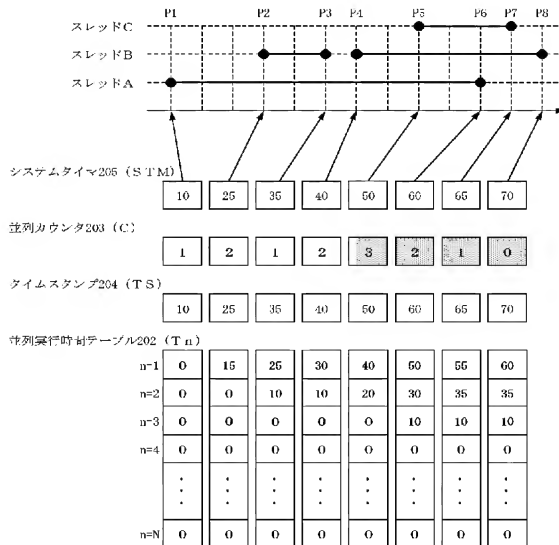 P1 P2 P3 P4 P5 P6 P7 P8
スレッドC
スレッドB
スレッドA
システムタイマ205(STM)
10 25 35 40 50 60 65 70
並列カウンタ203(C)
1 2 1 2 3 2 1 0
タイムスタンプ204(TS)
10 25 35 40 50 60 65 70
並列実行時間テーブル202(Tn)
n=1 0 15 25 30 40 50 55 60
n=2 0 0 10 10 20 30 35 35
n=3 0 0 0 0 0 10 10 10
n=4 0 0 0 0 0 0 0 0
n=N 0 0 0 0 0 0 0 0